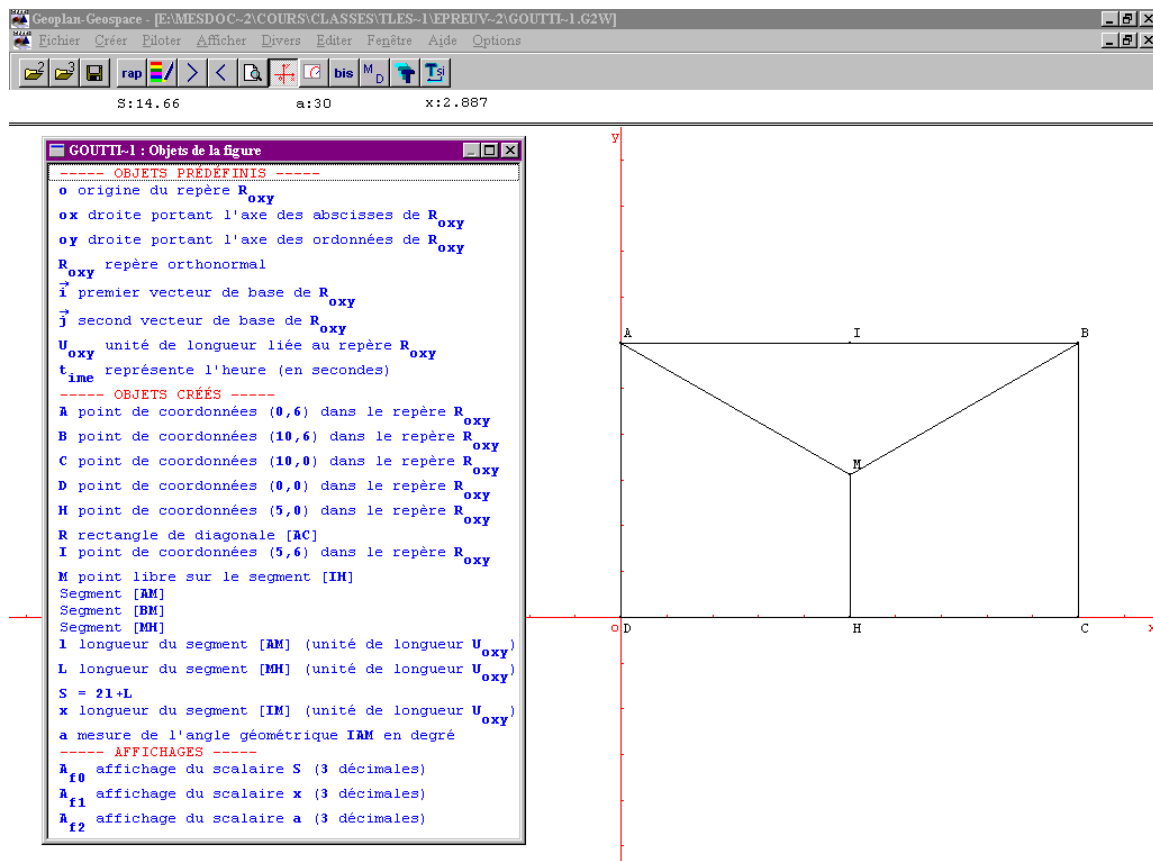 Geoplan-Geospace - [E:\MESDOC~2\COURS\CLASSES\TLES~1\EPREUV~2\GOUTTI~1.G2W]
Fichier Créer Piloter Afficher Divers Editer Fenêtre Aide Options
2 3 rap bis M D Tsi
S:14.66 a:30 x:2.887
GOUTTI~1 : Objets de la figure
----- OBJETS PRÉDÉFINIS -----
o origine du repère Roxy
ox droite portant l'axe des abscisses de Roxy
oy droite portant l'axe des ordonnées de Roxy
Roxy repère orthonormal
i premier vecteur de base de Roxy
j second vecteur de base de Roxy
Uoxy unité de longueur liée au repère Roxy
time représente l'heure (en secondes)
----- OBJETS CRÉÉS -----
A point de coordonnées (0,6) dans le repère Roxy
B point de coordonnées (10,6) dans le repère Roxy
C point de coordonnées (10,0) dans le repère Roxy
D point de coordonnées (0,0) dans le repère Roxy
H point de coordonnées (5,0) dans le repère Roxy
R rectangle de diagonale [AC]
I point de coordonnées (5,6) dans le repère Roxy
M point libre sur le segment [IH]
Segment [AM]
Segment [BM]
Segment [MH]
l longueur du segment [AM] (unité de longueur Uoxy)
L longueur du segment [MH] (unité de longueur Uoxy)
S = 2l+L
x longueur du segment [IM] (unité de longueur Uoxy)
a mesure de l'angle géométrique IAM en degré
----- AFFICHAGES -----
Af0 affichage du scalaire S (3 décimales)
Af1 affichage du scalaire x (3 décimales)
Af2 affichage du scalaire a (3 décimales)
y
A I B
M
o D H C x